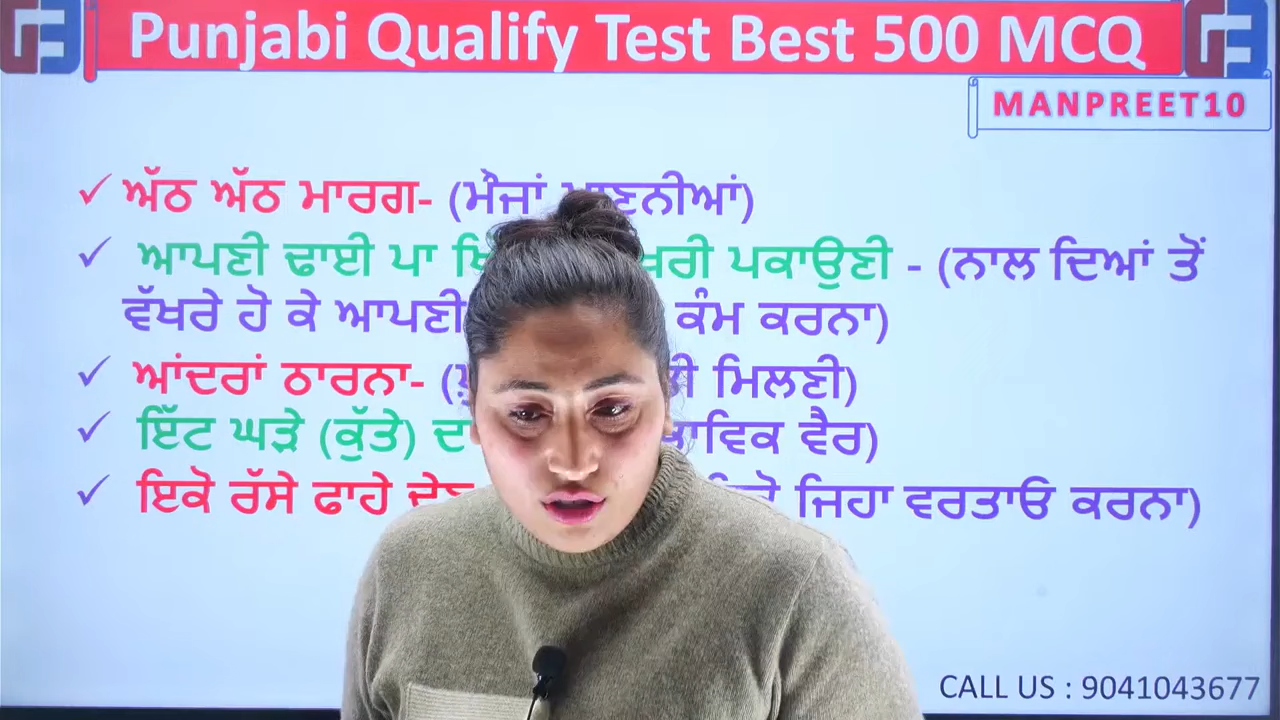 Punjabi Qualify Test Best 500 MCQ
MANPREET10
✓ ਅੱਠ ਅੱਠ ਮਾਰਗ- (ਮੌਜਾਂ
✓ ਆਪਣੀ ਢਾਈ ਪਾ ਪਕਾਉਣੀ - (ਨਾਲ ਦਿਆਂ ਤੋਂ
ਵੱਖਰੇ ਹੋ ਕੇ ਆਪਣੀ ਕੰਮ ਕਰਨਾ)
✓ ਆਂਦਰਾਂ ਠਾਰਨਾ- ਮਿਲਣੀ)
✓ ਇੱਟ ਘੜੇ (ਕੁੱਤੇ) ਦਾ ਵੈਰ)
✓ ਇਕੋ ਰੱਸੇ ਫਾਹੇ ਜਿਹਾ ਵਰਤਾਓ ਕਰਨਾ)
CALL US : 9041043677